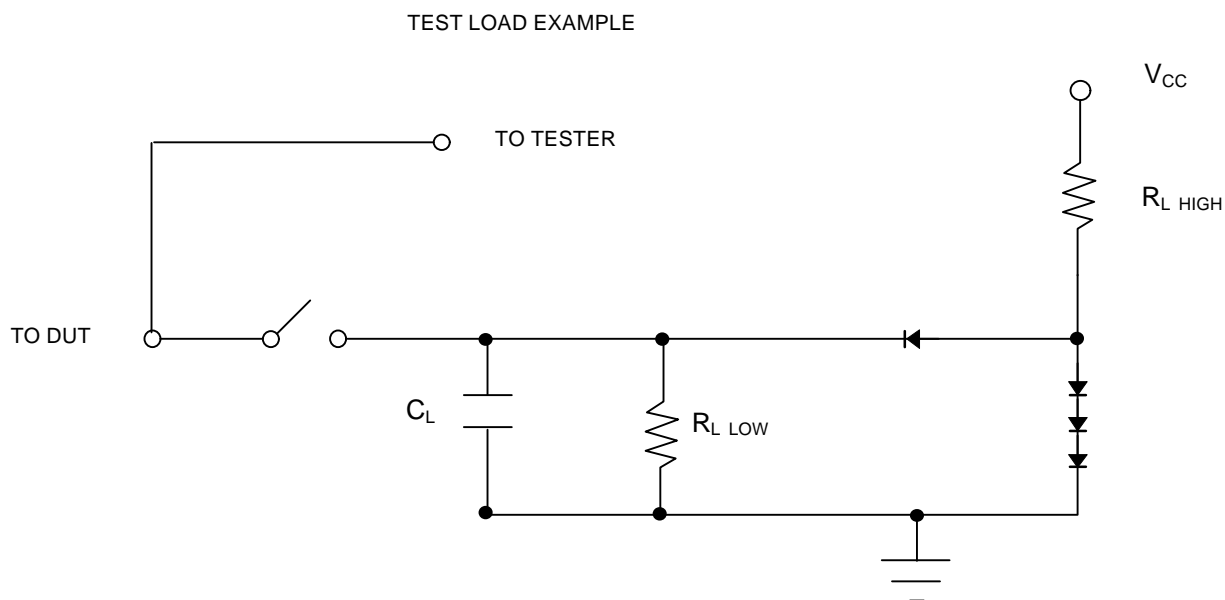 TEST LOAD EXAMPLE
V_CC
TO TESTER
R_L HIGH
TO DUT
C_L
R_L LOW